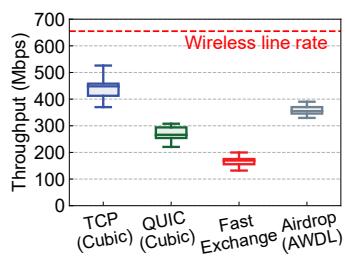 Throughput (Mbps)
700
600
500
400
300
200
100
0
Wireless line rate
TCP
(Cubic)
QUIC
(Cubic)
Fast
Exchange
Airdrop
(AWDL)